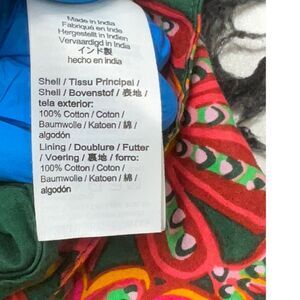 Made in India
Fabriqué en Inde
Hergestellt in Indien
Vervaardigd in India
インド製
hecho en india
Shell / Tissu Principal /
Shell / Bovenstof / 表地 /
tela exterior:
100% Cotton / Coton /
Baumwolle / Katoen / 綿 /
algodón
Lining / Doublure / Futter
/ Voering / 裏地 / forro:
100% Cotton / Coton /
Baumwolle / Katoen / 綿 /
algodón